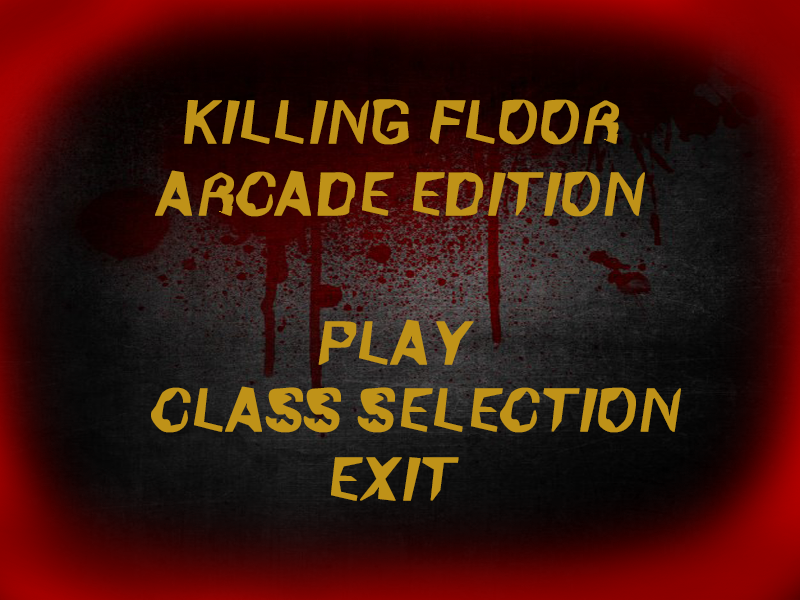 KILLING FLOOR
ARCADE EDITION
PLAY
CLASS SELECTION
EXIT